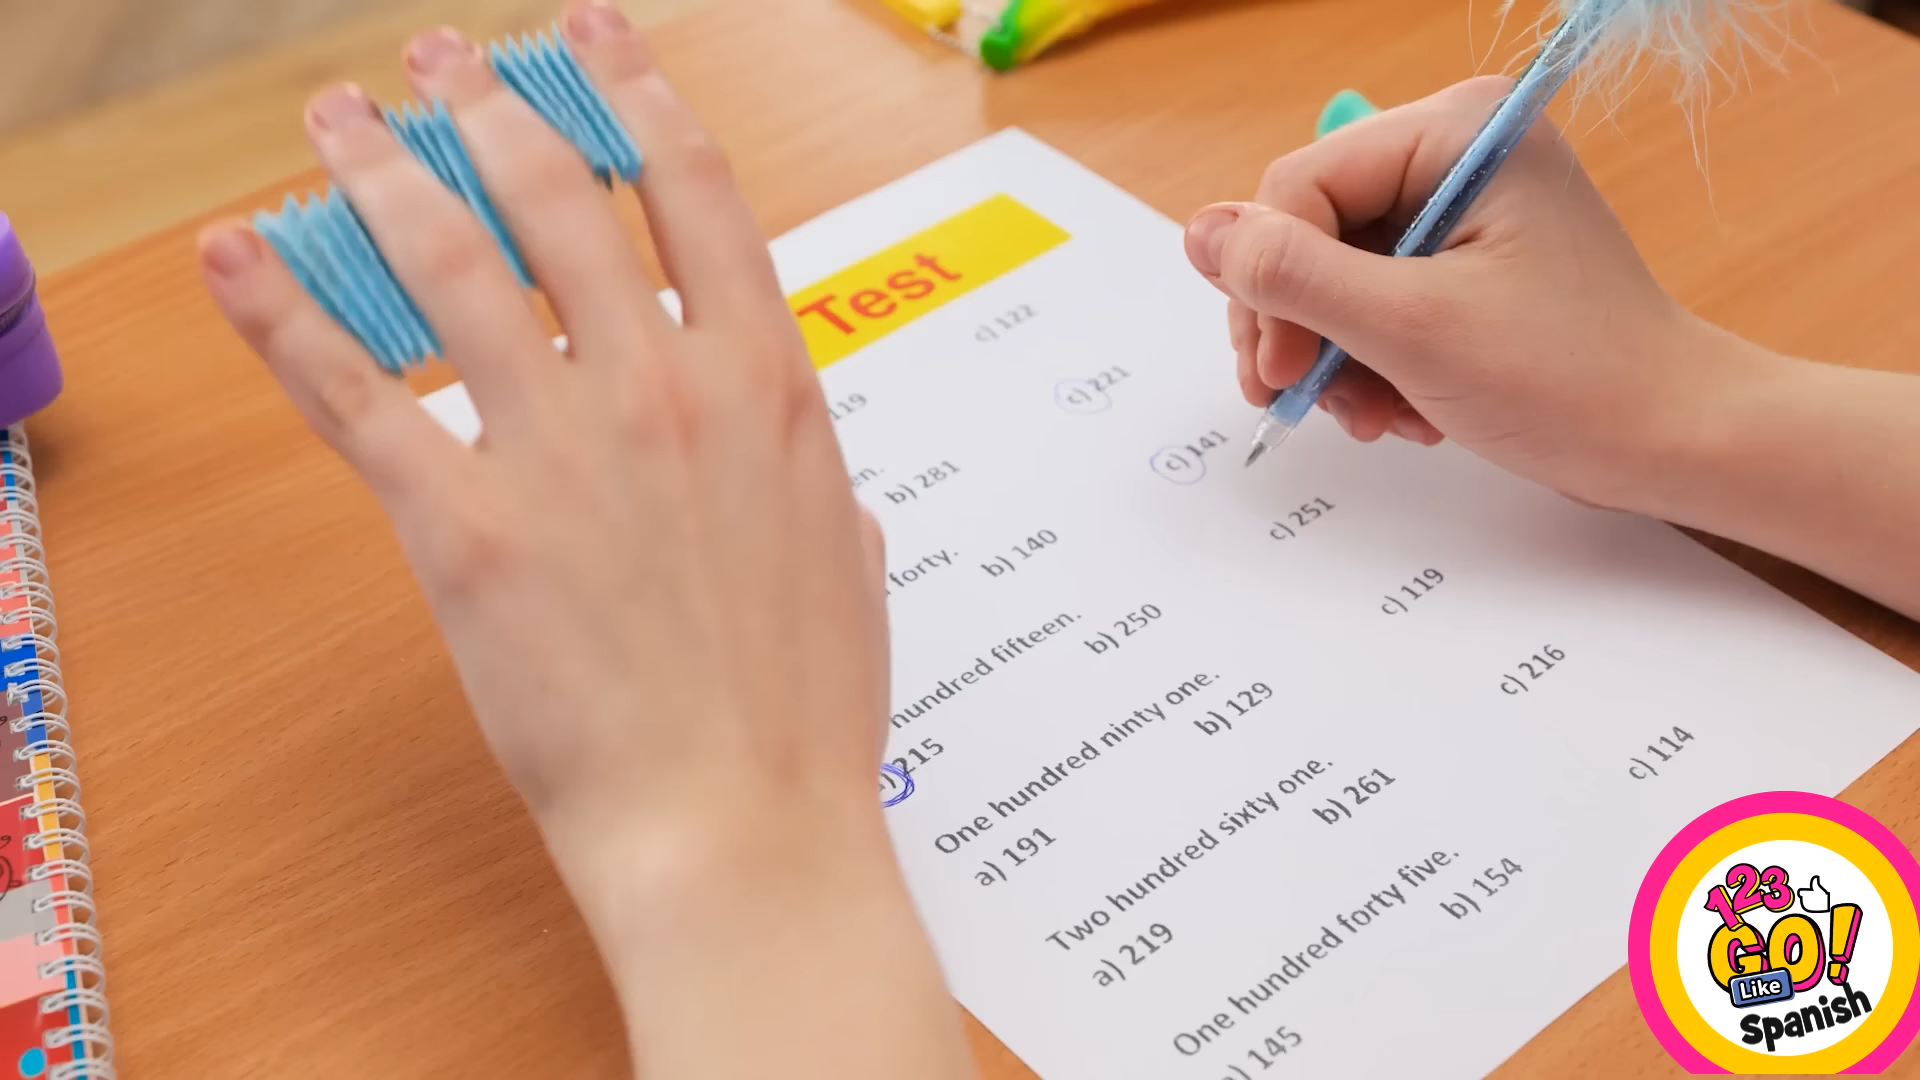 Test
c) 122
119
c) 221
en.
b) 281
c) 141
forty.
b) 140
c) 251
hundred fifteen.
215
b) 250
c) 119
One hundred ninty one.
a) 191
b) 129
c) 216
Two hundred sixty one.
a) 219
b) 261
c) 114
One hundred forty five.
) 145
b) 154
123
GO!
Like
Spanish